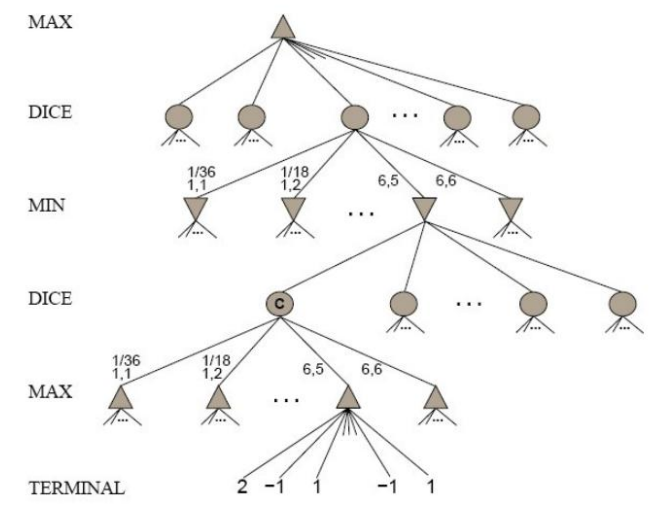 MAX
DICE
...
... ... ... ... ...
1/36 1/18
1,1 1,2 6,5 6,6
MIN
...
... ... ... ...
DICE C ...
... ... ...
1/36 1/18
1,1 1,2 6,5 6,6
MAX ...
... ... ...
TERMINAL 2 −1 1 −1 1